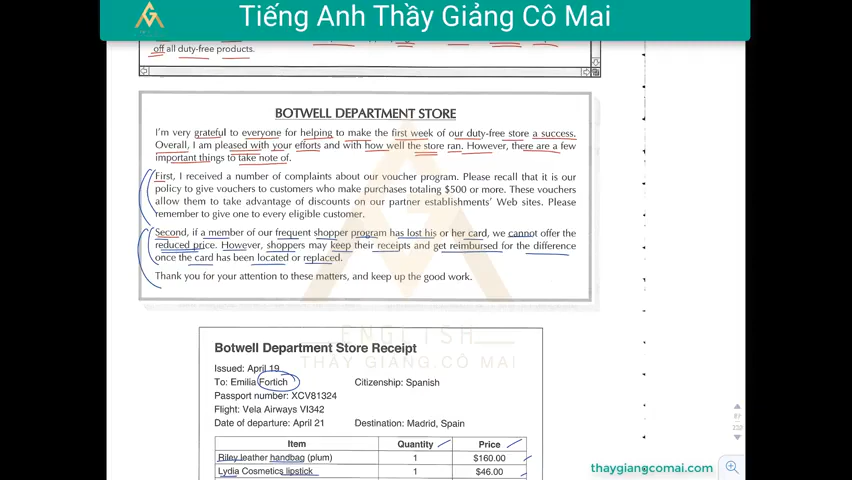 Tiếng Anh Thầy Giảng Cô Mai
off all duty-free products.
BOTWELL DEPARTMENT STORE
I'm very grateful to everyone for helping to make the first week of our duty-free store a success.
Overall, I am pleased with your efforts and with how well the store ran. However, there are a few
important things to take note of.
First, I received a number of complaints about our voucher program. Please recall that it is our
policy to give vouchers to customers who make purchases totaling $500 or more. These vouchers
allow them to take advantage of discounts on our partner establishments' Web sites. Please
remember to give one to every eligible customer.
Second, if a member of our frequent shopper program has lost his or her card, we cannot offer the
reduced price. However, shoppers may keep their receipts and get reimbursed for the difference
once the card has been located or replaced.
Thank you for your attention to these matters, and keep up the good work.
ENGLISH
THẦY GIẢNG.CÔ MAI
Botwell Department Store Receipt
Issued: April 19
To: Emilia Fortich Citizenship: Spanish
Passport number: XCV81324
Flight: Vela Airways VI342
Date of departure: April 21 Destination: Madrid, Spain
Item Quantity Price
Riley leather handbag (plum) 1 $160.00
Lydia Cosmetics lipstick 1 $46.00
thaygiangcomai.com